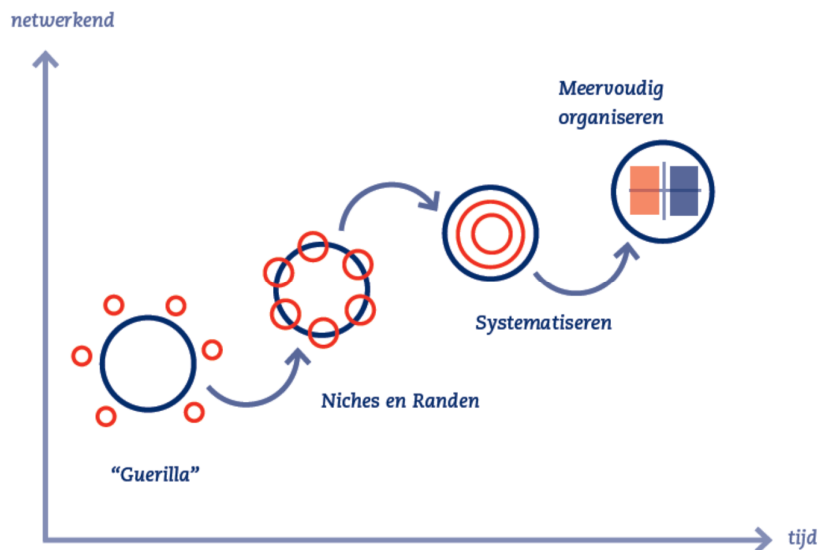 netwerkend
Meervoudig
organiseren
Systematiseren
Niches en Randen
“Guerilla”
tijd